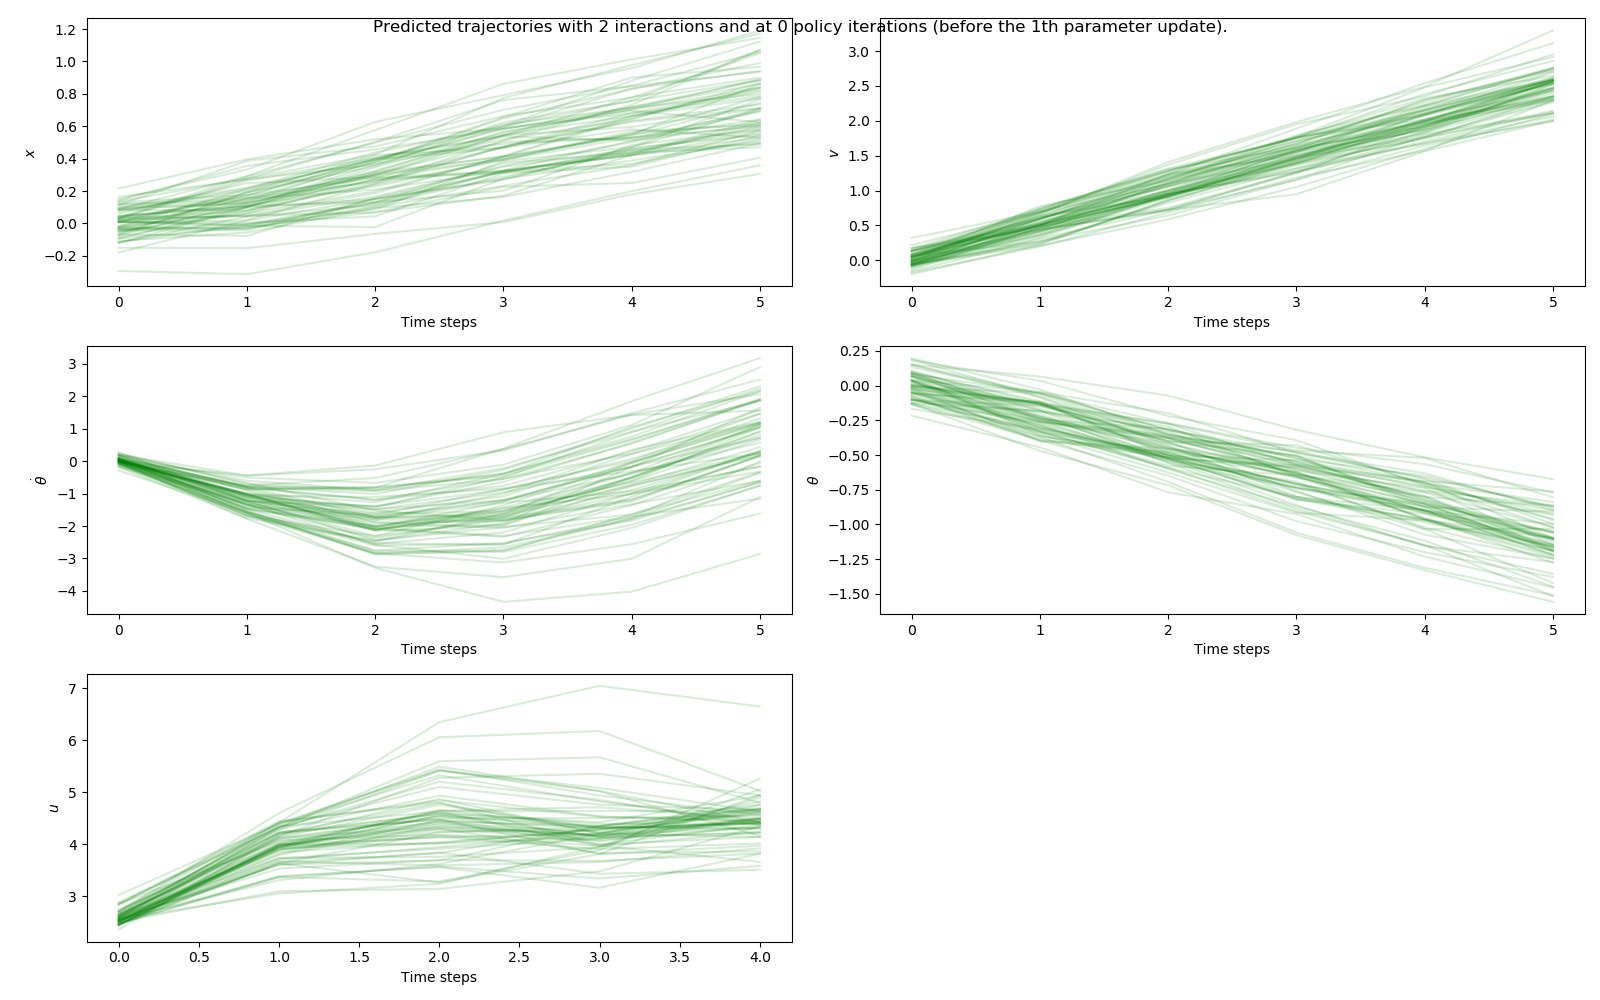 Predicted trajectories with 2 interactions and at 0 policy iterations (before the 1th parameter update).
1.2
1.0
0.8
0.6
0.4
0.2
0.0
−0.2
x
0 1 2 3 4 5
Time steps
3.0
2.5
2.0
1.5
1.0
0.5
0.0
v
0 1 2 3 4 5
Time steps
3
2
1
0
−1
−2
−3
−4
θ̇
0 1 2 3 4 5
Time steps
0.25
0.00
−0.25
−0.50
−0.75
−1.00
−1.25
−1.50
θ
0 1 2 3 4 5
Time steps
7
6
5
4
3
u
0.0 0.5 1.0 1.5 2.0 2.5 3.0 3.5 4.0
Time steps